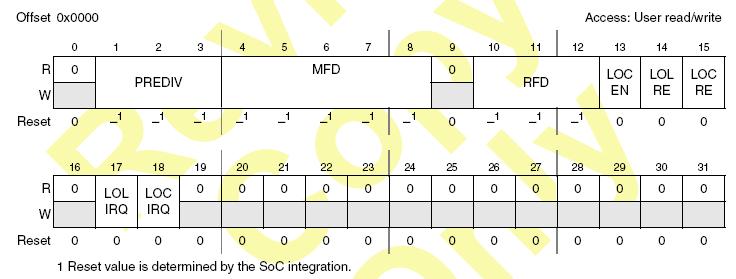 Offset 0x0000 Access: User read/write
0 1 2 3 4 5 6 7 8 9 10 11 12 13 14 15
R 0 PREDIV MFD 0 RFD LOC EN LOL RE LOC RE
W
Reset 0 –1 –1 –1 –1 –1 –1 –1 –1 0 –1 –1 –1 0 0 0
16 17 18 19 20 21 22 23 24 25 26 27 28 29 30 31
R 0 LOL IRQ LOC IRQ 0 0 0 0 0 0 0 0 0 0 0 0 0
W
Reset 0 0 0 0 0 0 0 0 0 0 0 0 0 0 0 0
1 Reset value is determined by the SoC integration.